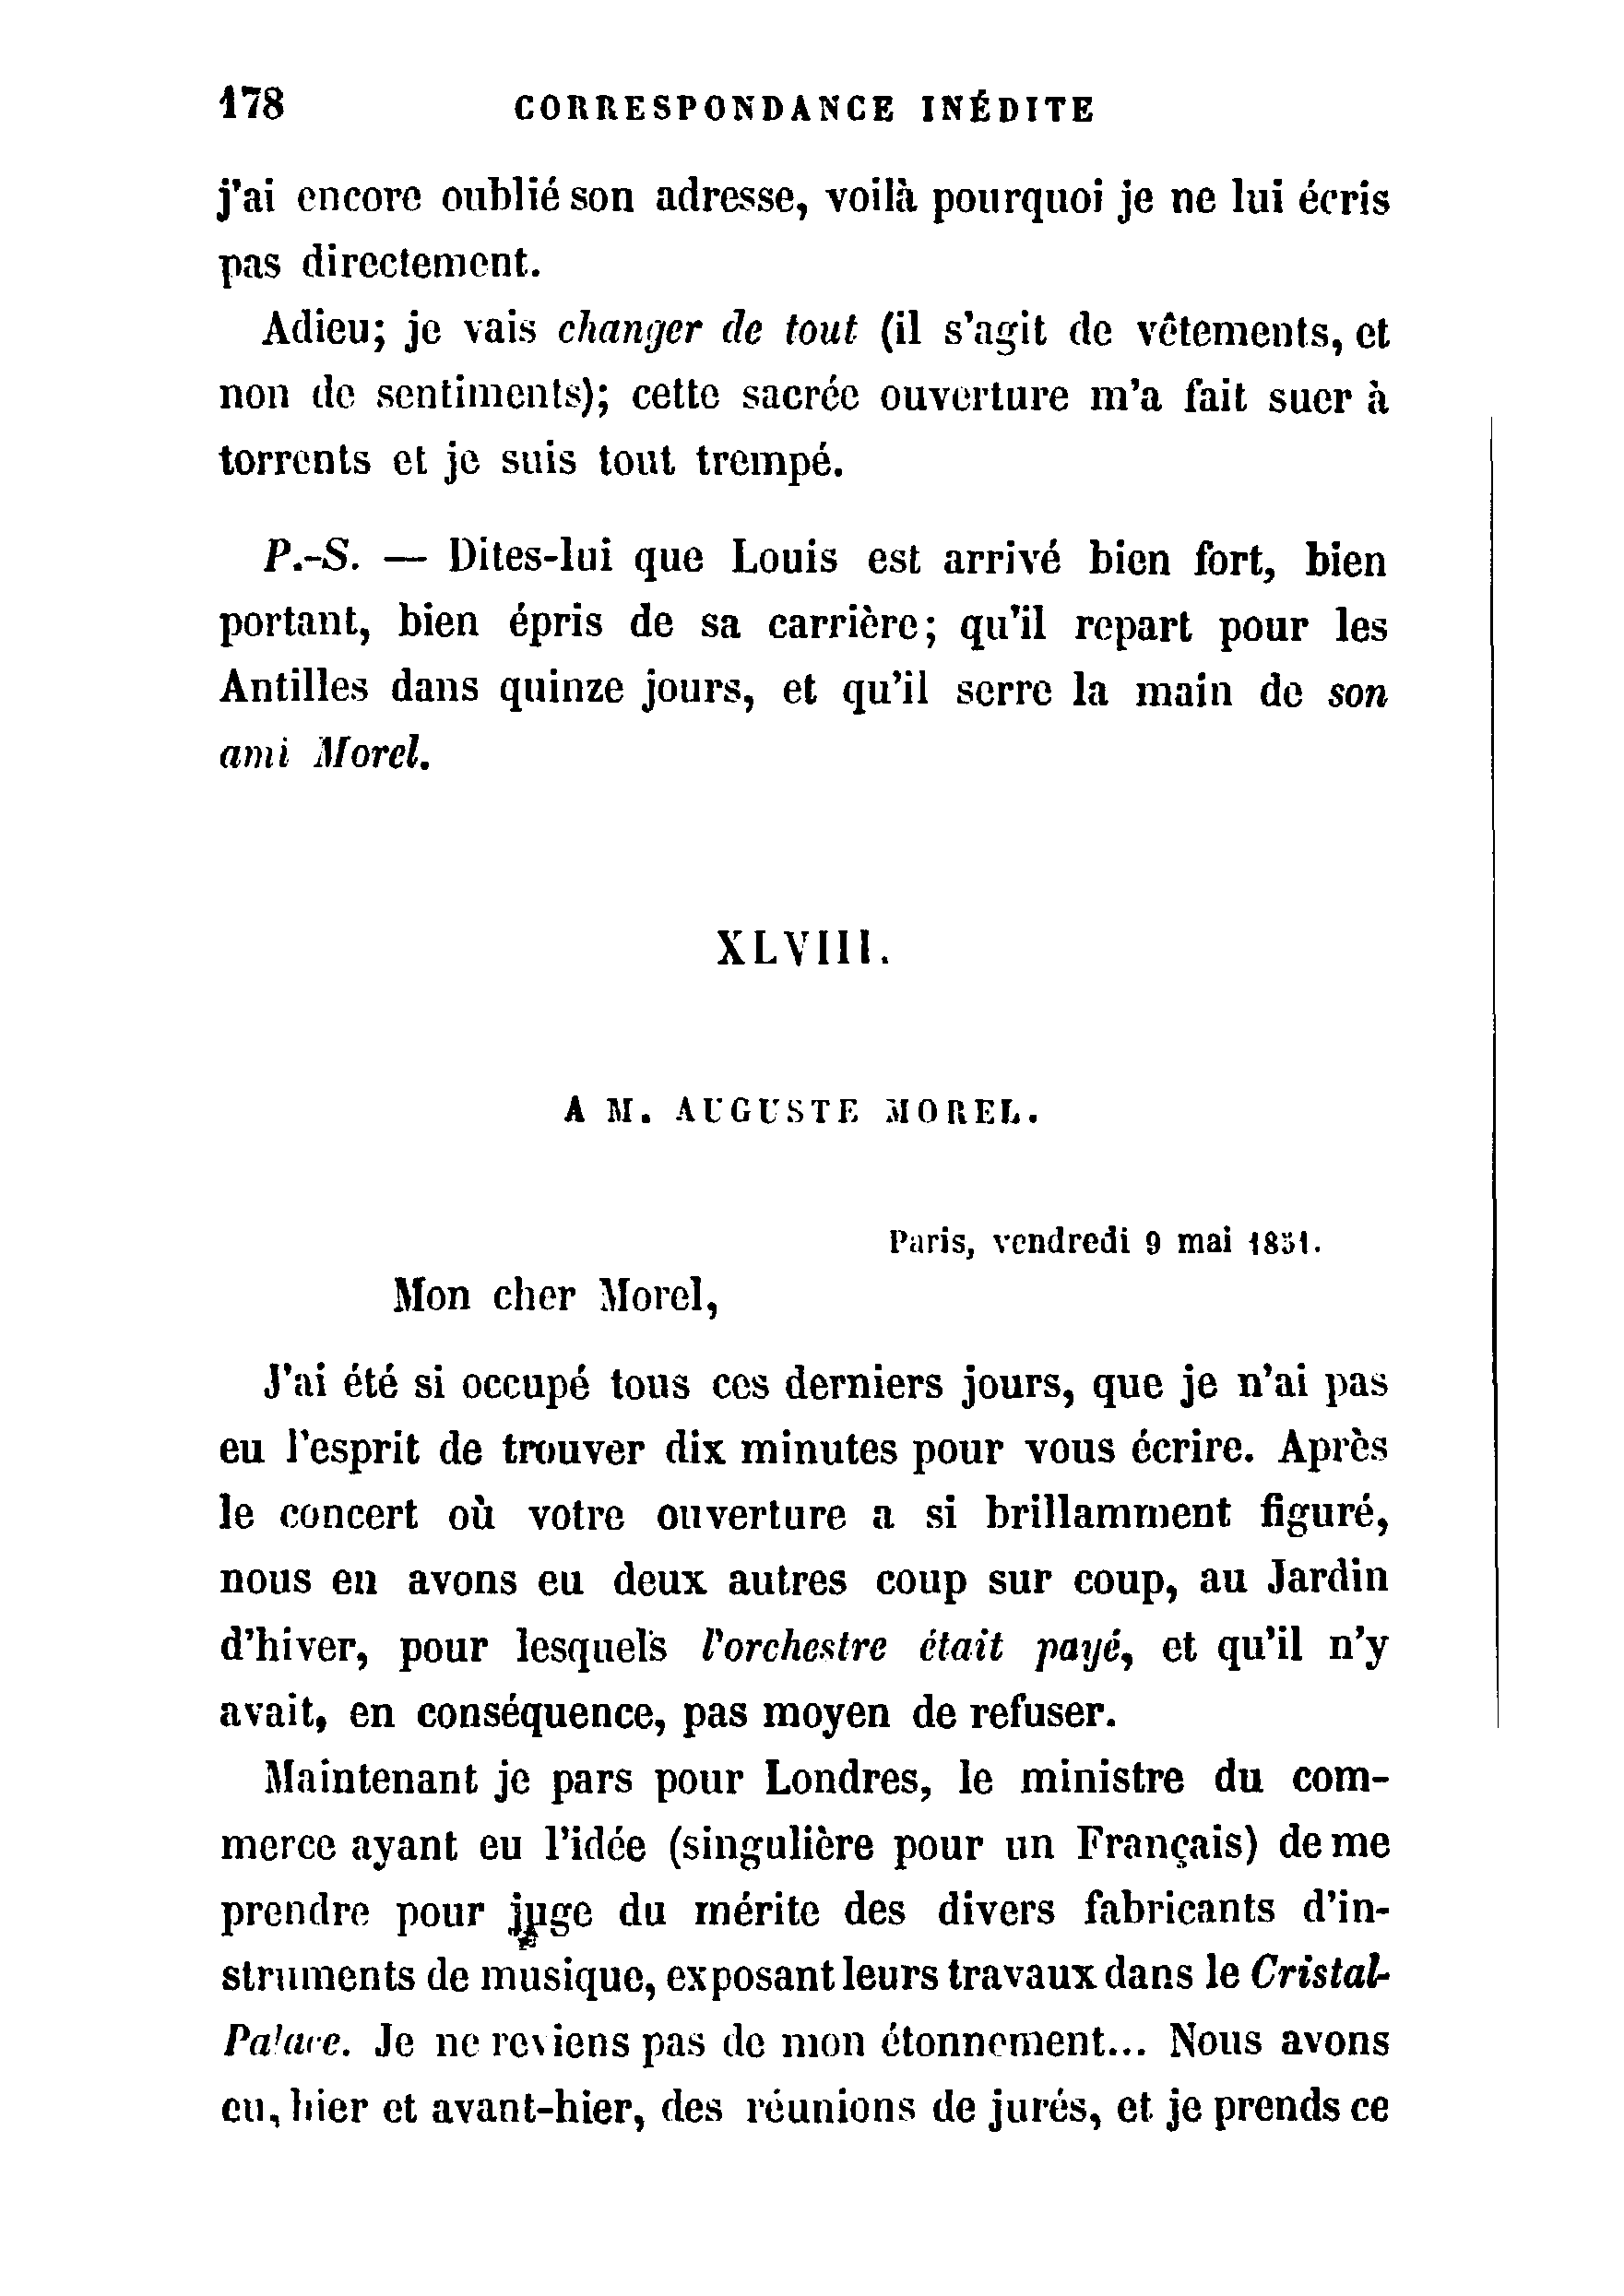 178 CORRESPONDANCE INÉDITE
j'ai encore oublié son adresse, voilà pourquoi je ne lui écris
pas directement.
Adieu; je vais changer de tout (il s'agit de vêtements, et
non de sentiments); cette sacrée ouverture m'a fait suer à
torrents et je suis tout trempé.
P.-S. — Dites-lui que Louis est arrivé bien fort, bien
portant, bien épris de sa carrière; qu'il repart pour les
Antilles dans quinze jours, et qu'il serre la main de son
ami Morel.
XLVIII.
A M. AUGUSTE MOREL.
Paris, vendredi 9 mai 1851.
Mon cher Morel,
J'ai été si occupé tous ces derniers jours, que je n'ai pas
eu l'esprit de trouver dix minutes pour vous écrire. Après
le concert où votre ouverture a si brillamment figuré,
nous en avons eu deux autres coup sur coup, au Jardin
d'hiver, pour lesquels l'orchestre était payé, et qu'il n'y
avait, en conséquence, pas moyen de refuser.
Maintenant je pars pour Londres, le ministre du com-
merce ayant eu l'idée (singulière pour un Français) de me
prendre pour juge du mérite des divers fabricants d'in-
struments de musique, exposant leurs travaux dans le Cristal-
Palace. Je ne reviens pas de mon étonnement... Nous avons
eu, hier et avant-hier, des réunions de jurés, et je prends ce